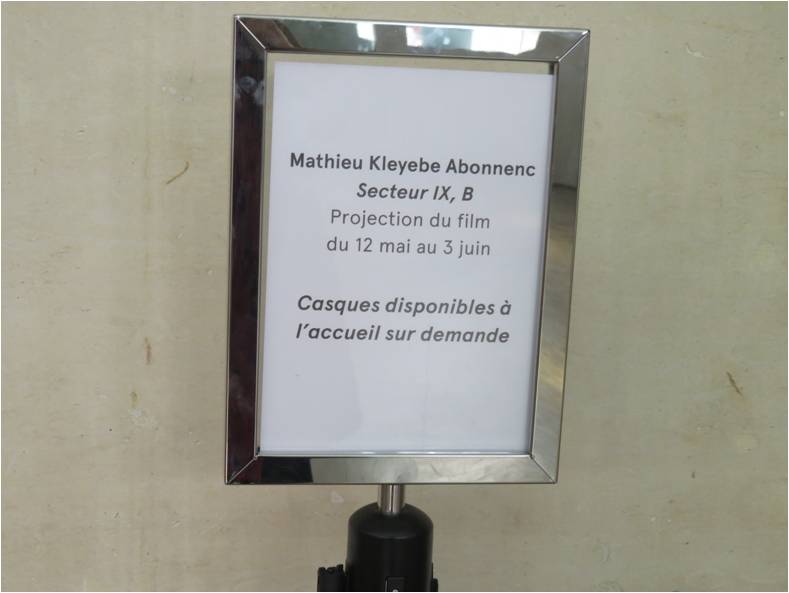 Mathieu Kleyebe Abonnenc
Secteur IX, B
Projection du film
du 12 mai au 3 juin
Casques disponibles à
l'accueil sur demande